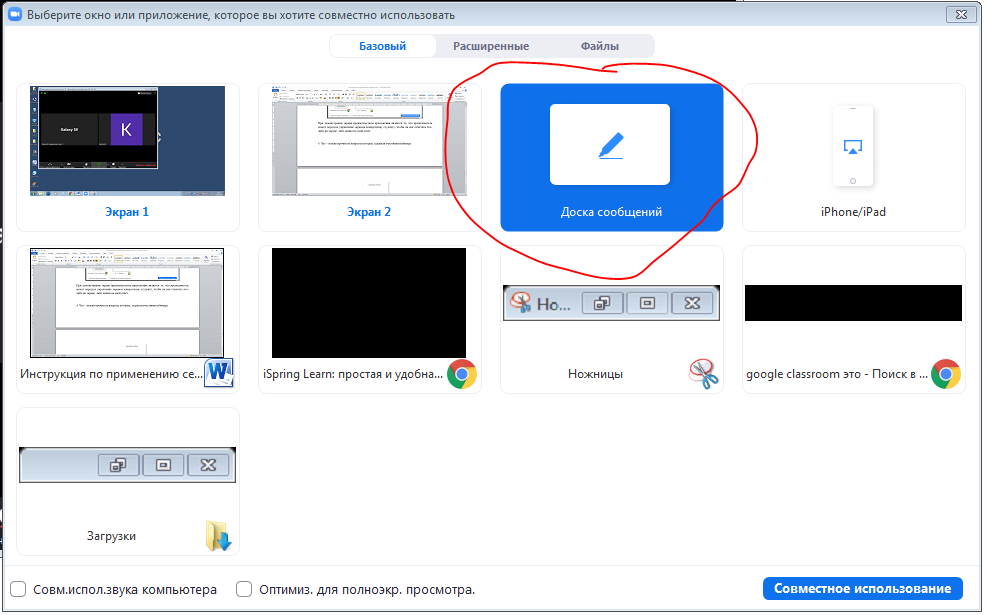 Выберите окно или приложение, которое вы хотите совместно использовать
Базовый
Расширенные
Файлы
Galaxy S8
K
Экран 1
Экран 2
Доска сообщений
iPhone/iPad
Инструкция по применению се...
W
iSpring Learn: простая и удобна...
Но...
Ножницы
google classroom это - Поиск в ...
Загрузки
Совм.испол.звука компьютера
Оптимиз. для полноэкр. просмотра.
Совместное использование